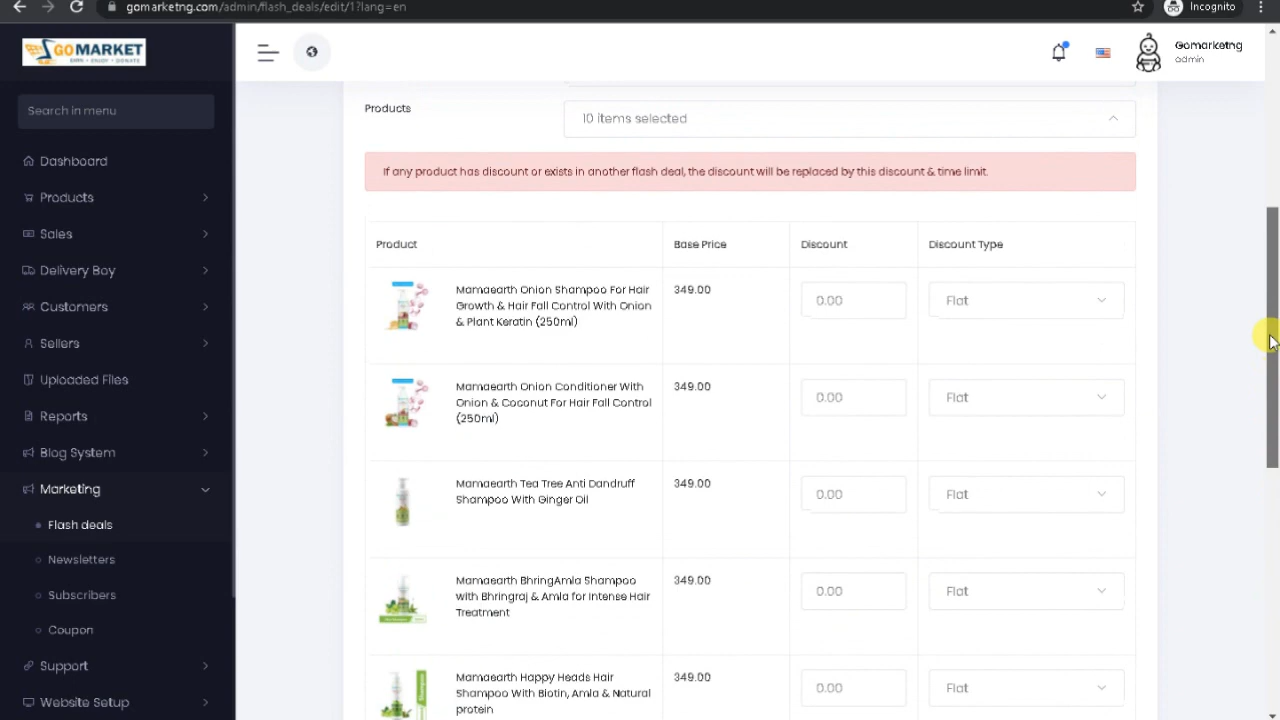 gomarketng.com/admin/flash_deals/edit/1?lang=en
Incognito
GOMARKET
EARN • ENJOY • DONATE
Gomarketng
admin
Search in menu
Dashboard
Products
Sales
Delivery Boy
Customers
Sellers
Uploaded Files
Reports
Blog System
Marketing
Flash deals
Newsletters
Subscribers
Coupon
Support
Website Setup
Products
10 items selected
If any product has discount or exists in another flash deal, the discount will be replaced by this discount & time limit.
Product Base Price Discount Discount Type
Mamaearth Onion Shampoo For Hair
Growth & Hair Fall Control With Onion
& Plant Keratin (250ml)
349.00 0.00 Flat
Mamaearth Onion Conditioner With
Onion & Coconut For Hair Fall Control
(250ml)
349.00 0.00 Flat
Mamaearth Tea Tree Anti Dandruff
Shampoo With Ginger Oil
349.00 0.00 Flat
Mamaearth BhringAmla Shampoo
with Bhringraj & Amla for Intense Hair
Treatment
349.00 0.00 Flat
Mamaearth Happy Heads Hair
Shampoo With Biotin, Amla & Natural
protein
349.00 0.00 Flat